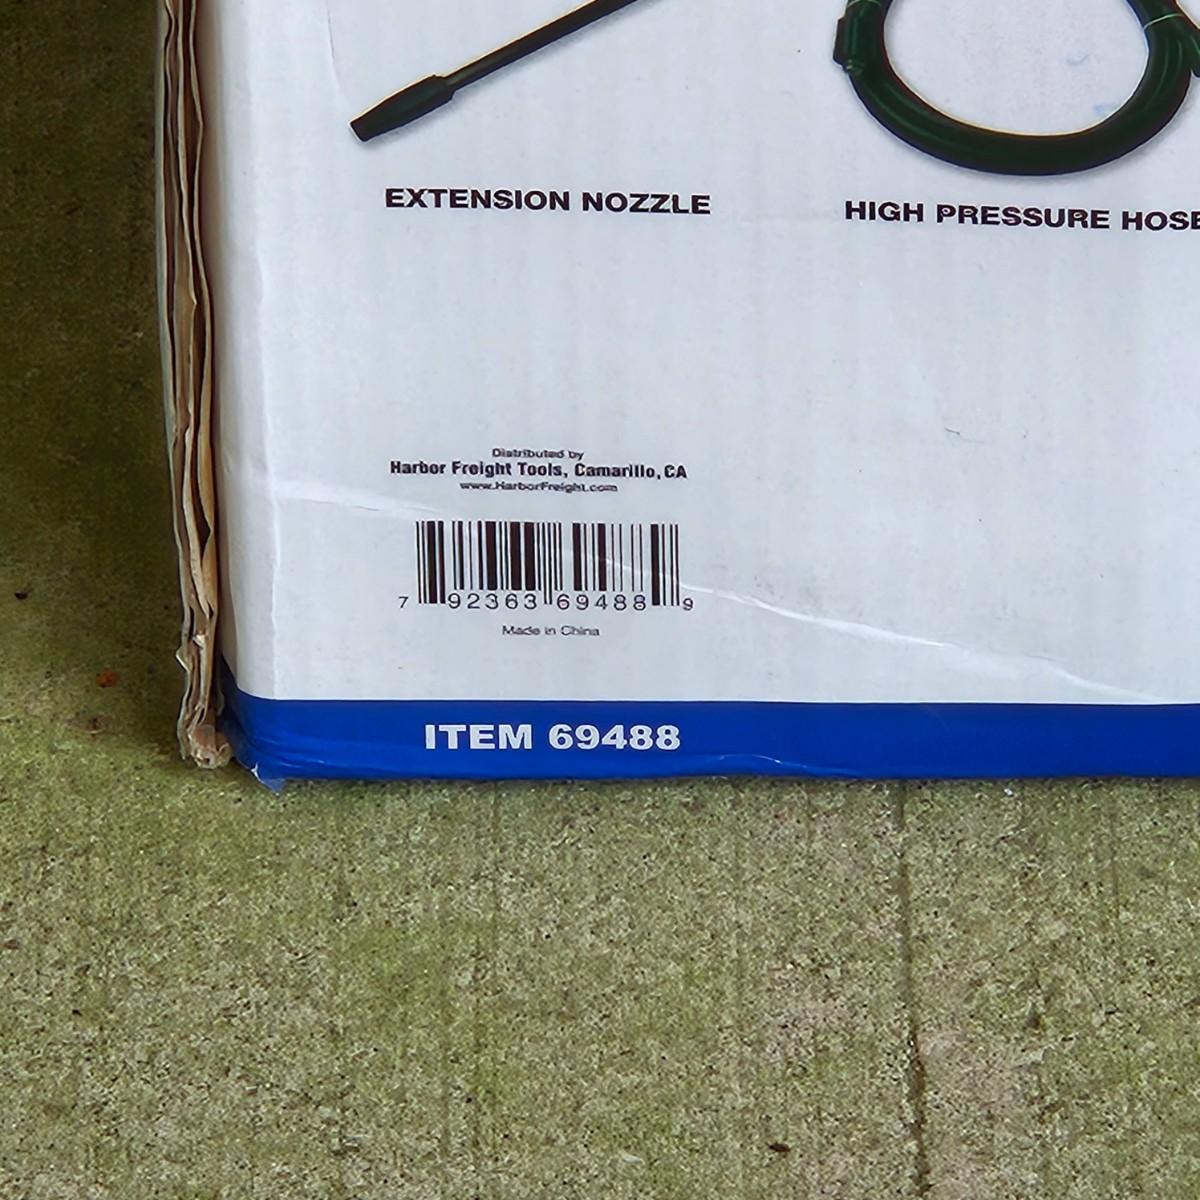 EXTENSION NOZZLE
HIGH PRESSURE HOSE
Distributed by
Harbor Freight Tools, Camarillo, CA
www.HarborFreight.com
7 92363 69488 9
Made in China
ITEM 69488